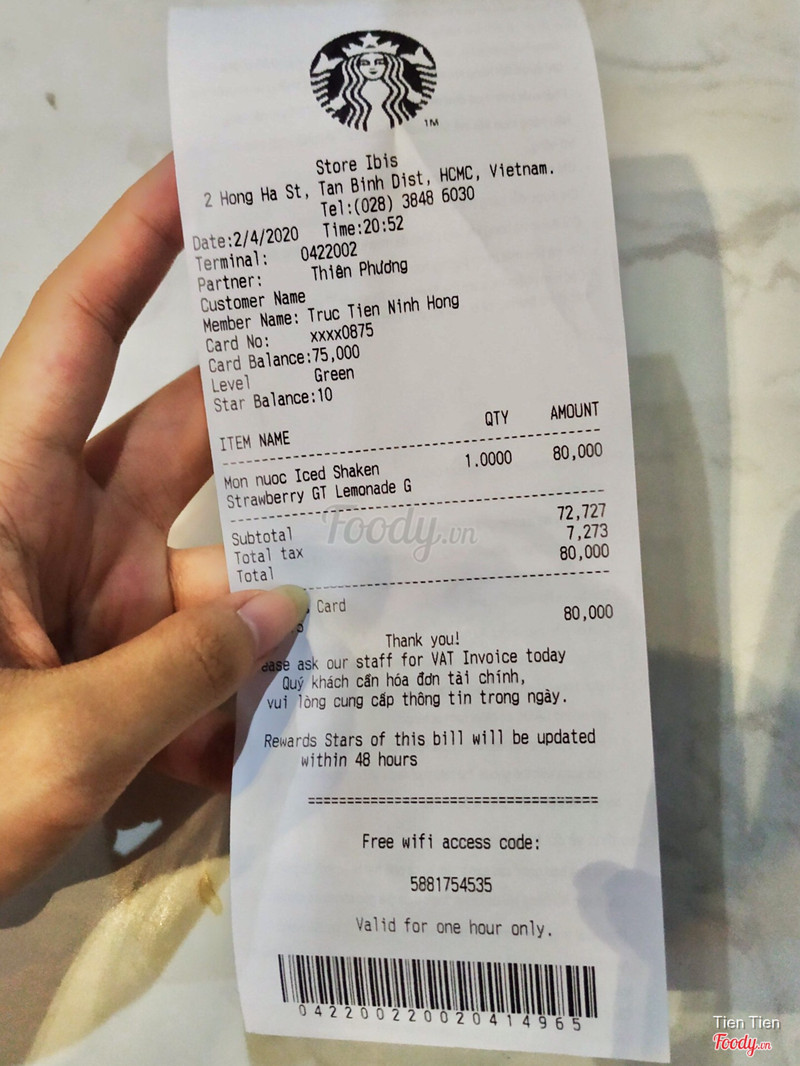 TM
Store Ibis
2 Hong Ha St, Tan Binh Dist, HCMC, Vietnam.
Tel:(028) 3848 6030
Date:2/4/2020 Time:20:52
Terminal: 0422002
Partner: Thiên Phương
Customer Name
Member Name: Truc Tien Ninh Hong
Card No: xxxx0875
Card Balance:75,000
Level Green
Star Balance:10
ITEM NAME QTY AMOUNT
Mon nuoc Iced Shaken 1.0000 80,000
Strawberry GT Lemonade G
Subtotal 72,727
Total tax 7,273
Total 80,000
Card 80,000
Thank you!
ease ask our staff for VAT Invoice today
Quý khách cần hóa đơn tài chính,
vui lòng cung cấp thông tin trong ngày.
Rewards Stars of this bill will be updated
within 48 hours
===================================
Free wifi access code:
5881754535
Valid for one hour only.
042200220020414965
Foody.vn
Tien Tien
Foody.vn